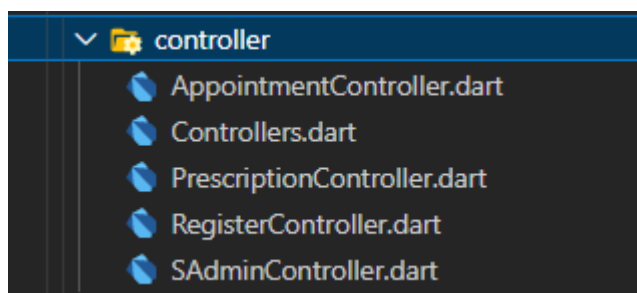 controller
AppointmentController.dart
Controllers.dart
PrescriptionController.dart
RegisterController.dart
SAdminController.dart